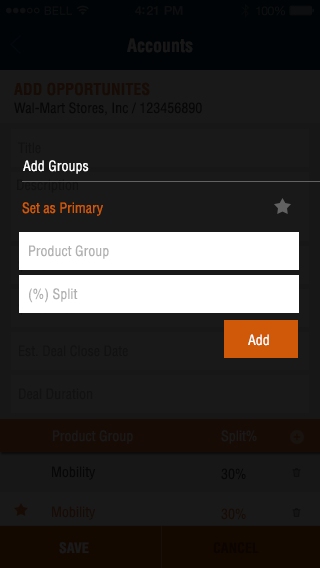 ●●●○○ SELL 4:21 PM 100%
Accounts
ADD OPPORTUNITES
Wal-Mart Stores, Inc / 123456890
Title
Add Groups
Description
Set as Primary
Product Group
(%) Split
Add
Est. Deal Close Date
Deal Duration
Product Group Split%
Mobility 30%
Mobility 30%
SAVE CANCEL